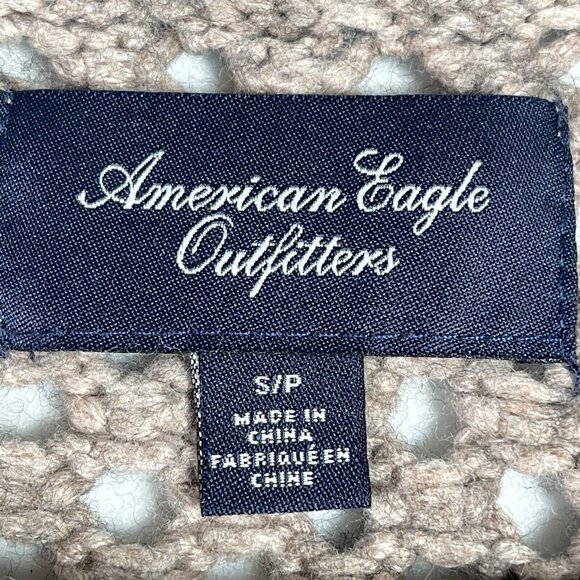 American Eagle
Outfitters
S/P
MADE IN
CHINA
FABRIQUÉ EN
CHINE